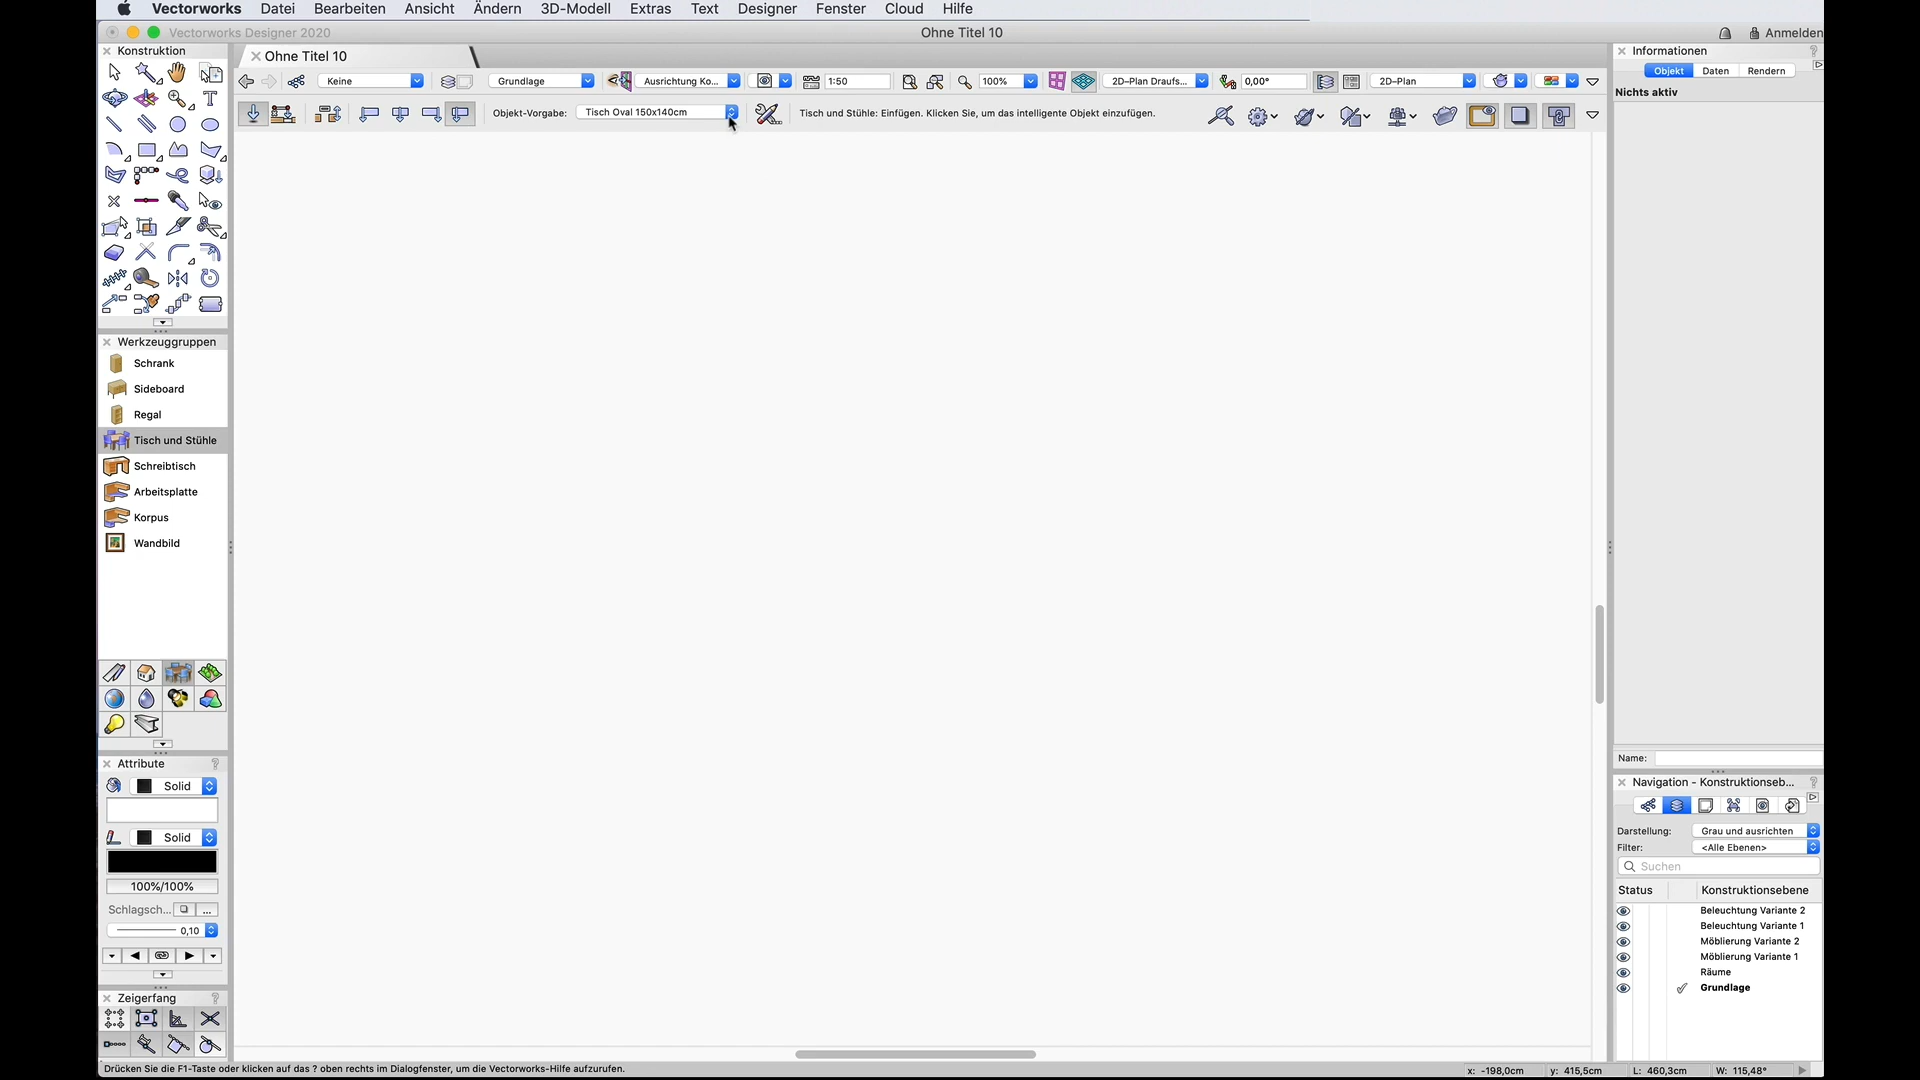 Vectorworks Datei Bearbeiten Ansicht Ändern 3D-Modell Extras Text Designer Fenster Cloud Hilfe
Vectorworks Designer 2020
Ohne Titel 10
Anmelden
Konstruktion
Ohne Titel 10
Informationen
?
Keine
Grundlage
Ausrichtung Ko...
1:50
100%
2D-Plan Draufs...
0,00°
2D-Plan
Objekt Daten Rendern
Nichts aktiv
Objekt-Vorgabe:
Tisch Oval 150x140cm
Tisch und Stühle: Einfügen. Klicken Sie, um das intelligente Objekt einzufügen.
Werkzeuggruppen
Schrank
Sideboard
Regal
Tisch und Stühle
Schreibtisch
Arbeitsplatte
Korpus
Wandbild
Attribute ?
Solid
Solid
100%/100%
Schlagsch... ...
0,10
Zeigerfang ?
Name:
Navigation - Konstruktionseb... ?
Darstellung: Grau und ausrichten
Filter: <Alle Ebenen>
Suchen
Status Konstruktionsebene
Beleuchtung Variante 2
Beleuchtung Variante 1
Möblierung Variante 2
Möblierung Variante 1
Räume
Grundlage
Drücken Sie die F1-Taste oder klicken auf das ? oben rechts im Dialogfenster, um die Vectorworks-Hilfe aufzurufen.
x: -198,0cm y: 415,5cm L: 460,3cm W: 115,48°